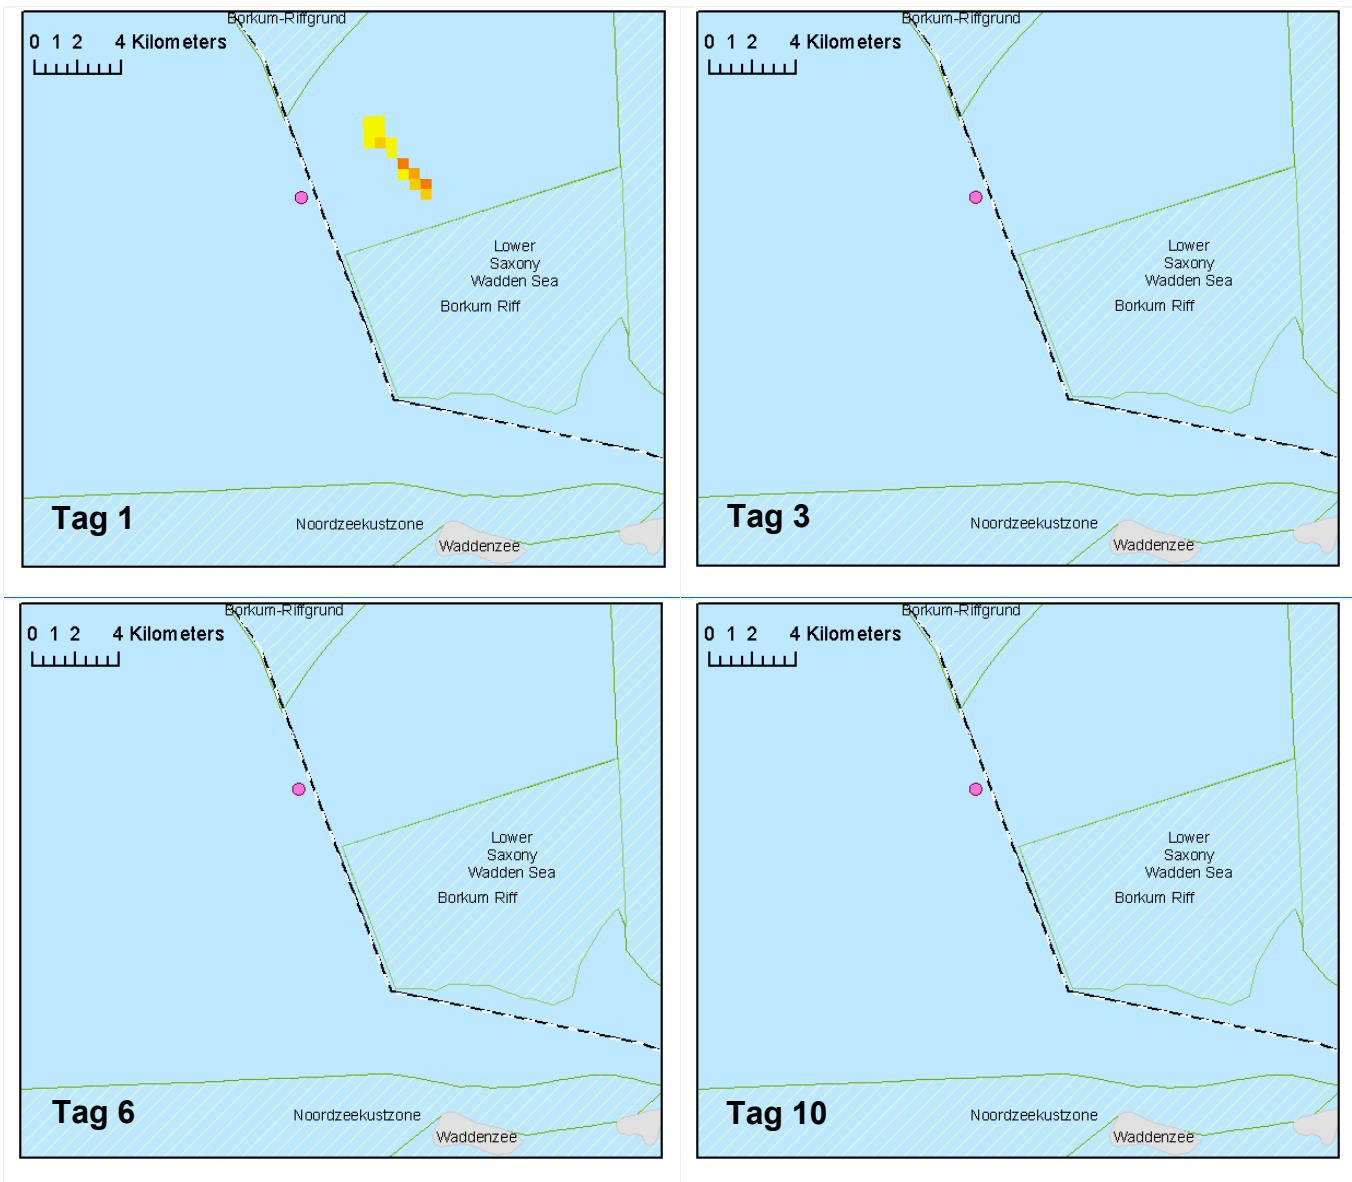 Borkum-Riffgrund
0 1 2 4 Kilometers
Lower
Saxony
Wadden Sea
Borkum Riff
Noordzeekustzone
Waddenzee
Tag 1
Borkum-Riffgrund
0 1 2 4 Kilometers
Lower
Saxony
Wadden Sea
Borkum Riff
Noordzeekustzone
Waddenzee
Tag 3
Borkum-Riffgrund
0 1 2 4 Kilometers
Lower
Saxony
Wadden Sea
Borkum Riff
Noordzeekustzone
Waddenzee
Tag 6
Borkum-Riffgrund
0 1 2 4 Kilometers
Lower
Saxony
Wadden Sea
Borkum Riff
Noordzeekustzone
Waddenzee
Tag 10